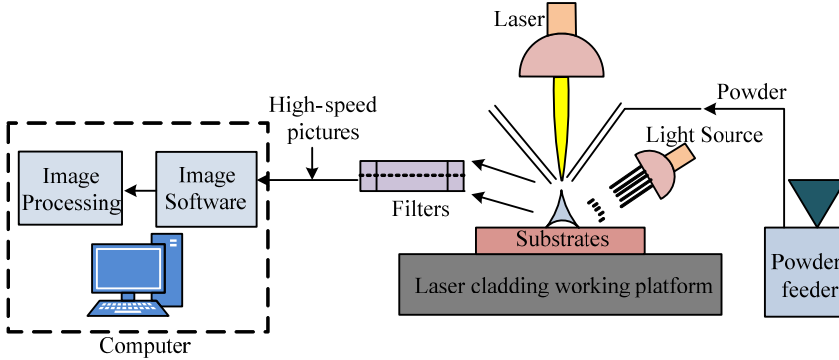 Laser
Powder
High-speed
pictures
Light Source
Image
Processing
Image
Software
Filters
Substrates
Powder
feeder
Laser cladding working platform
Computer